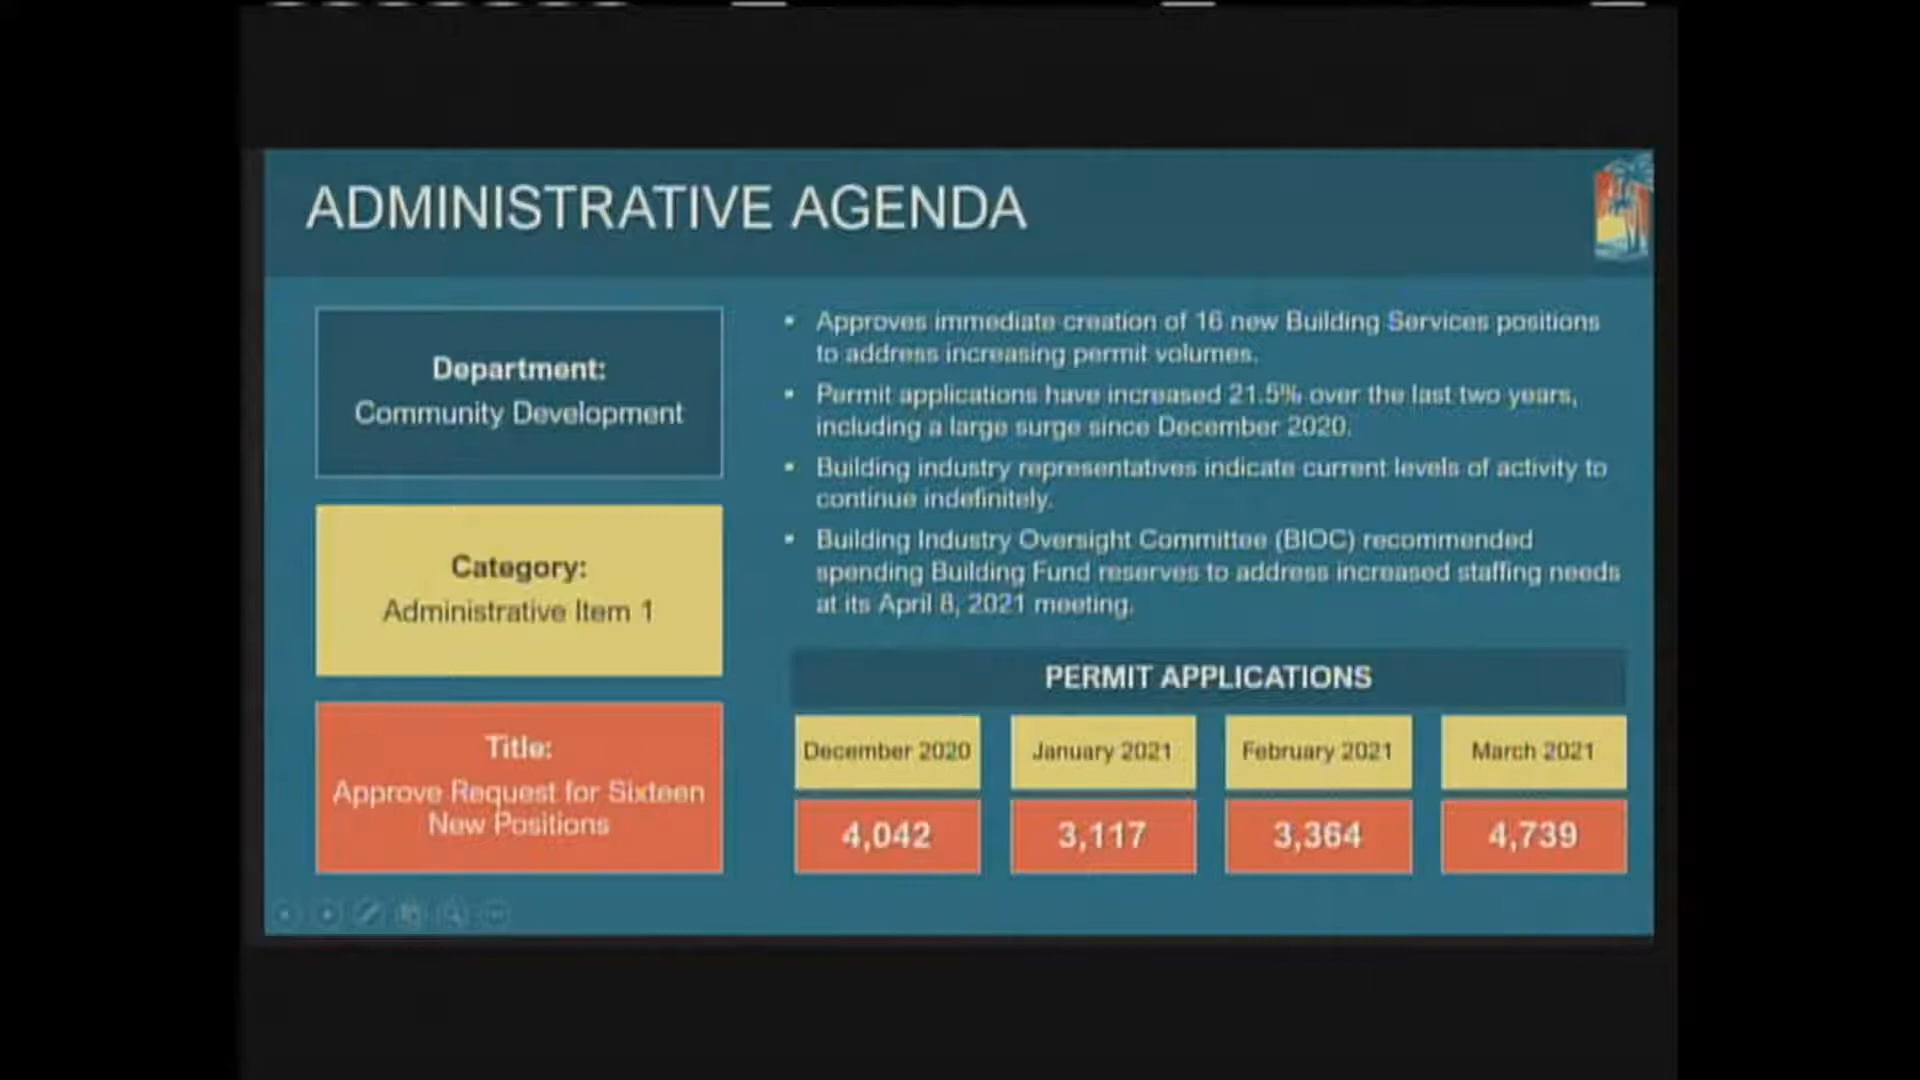 ADMINISTRATIVE AGENDA
Department:
Community Development
Category:
Administrative Item 1
Title:
Approve Request for Sixteen
New Positions
• Approves immediate creation of 16 new Building Services positions
to address increasing permit volumes.
• Permit applications have increased 21.5% over the last two years,
including a large surge since December 2020.
• Building industry representatives indicate current levels of activity to
continue indefinitely.
• Building Industry Oversight Committee (BIOC) recommended
spending Building Fund reserves to address increased staffing needs
at its April 8, 2021 meeting.
PERMIT APPLICATIONS
December 2020 January 2021 February 2021 March 2021
4,042 3,117 3,364 4,739